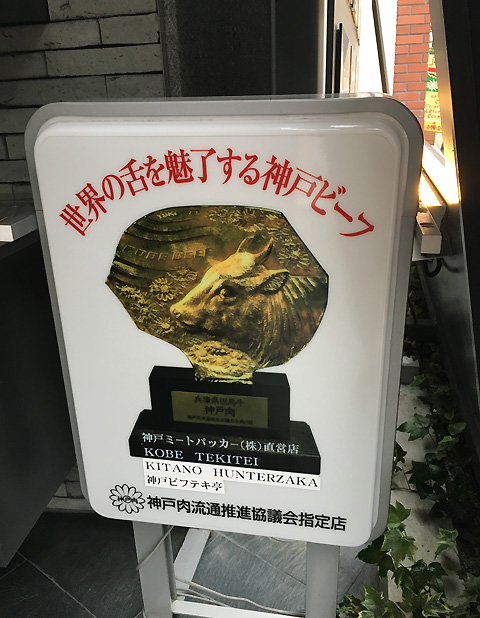 世界の舌を魅了する神戸ビーフ
KOBE BEEF
兵庫県但馬牛
神戸肉
神戸ミートパッカー(株)直営店
KOBE TEKITEI
KITANO HUNTERZAKA
神戸ビフテキ亭
神戸肉流通推進協議会指定店